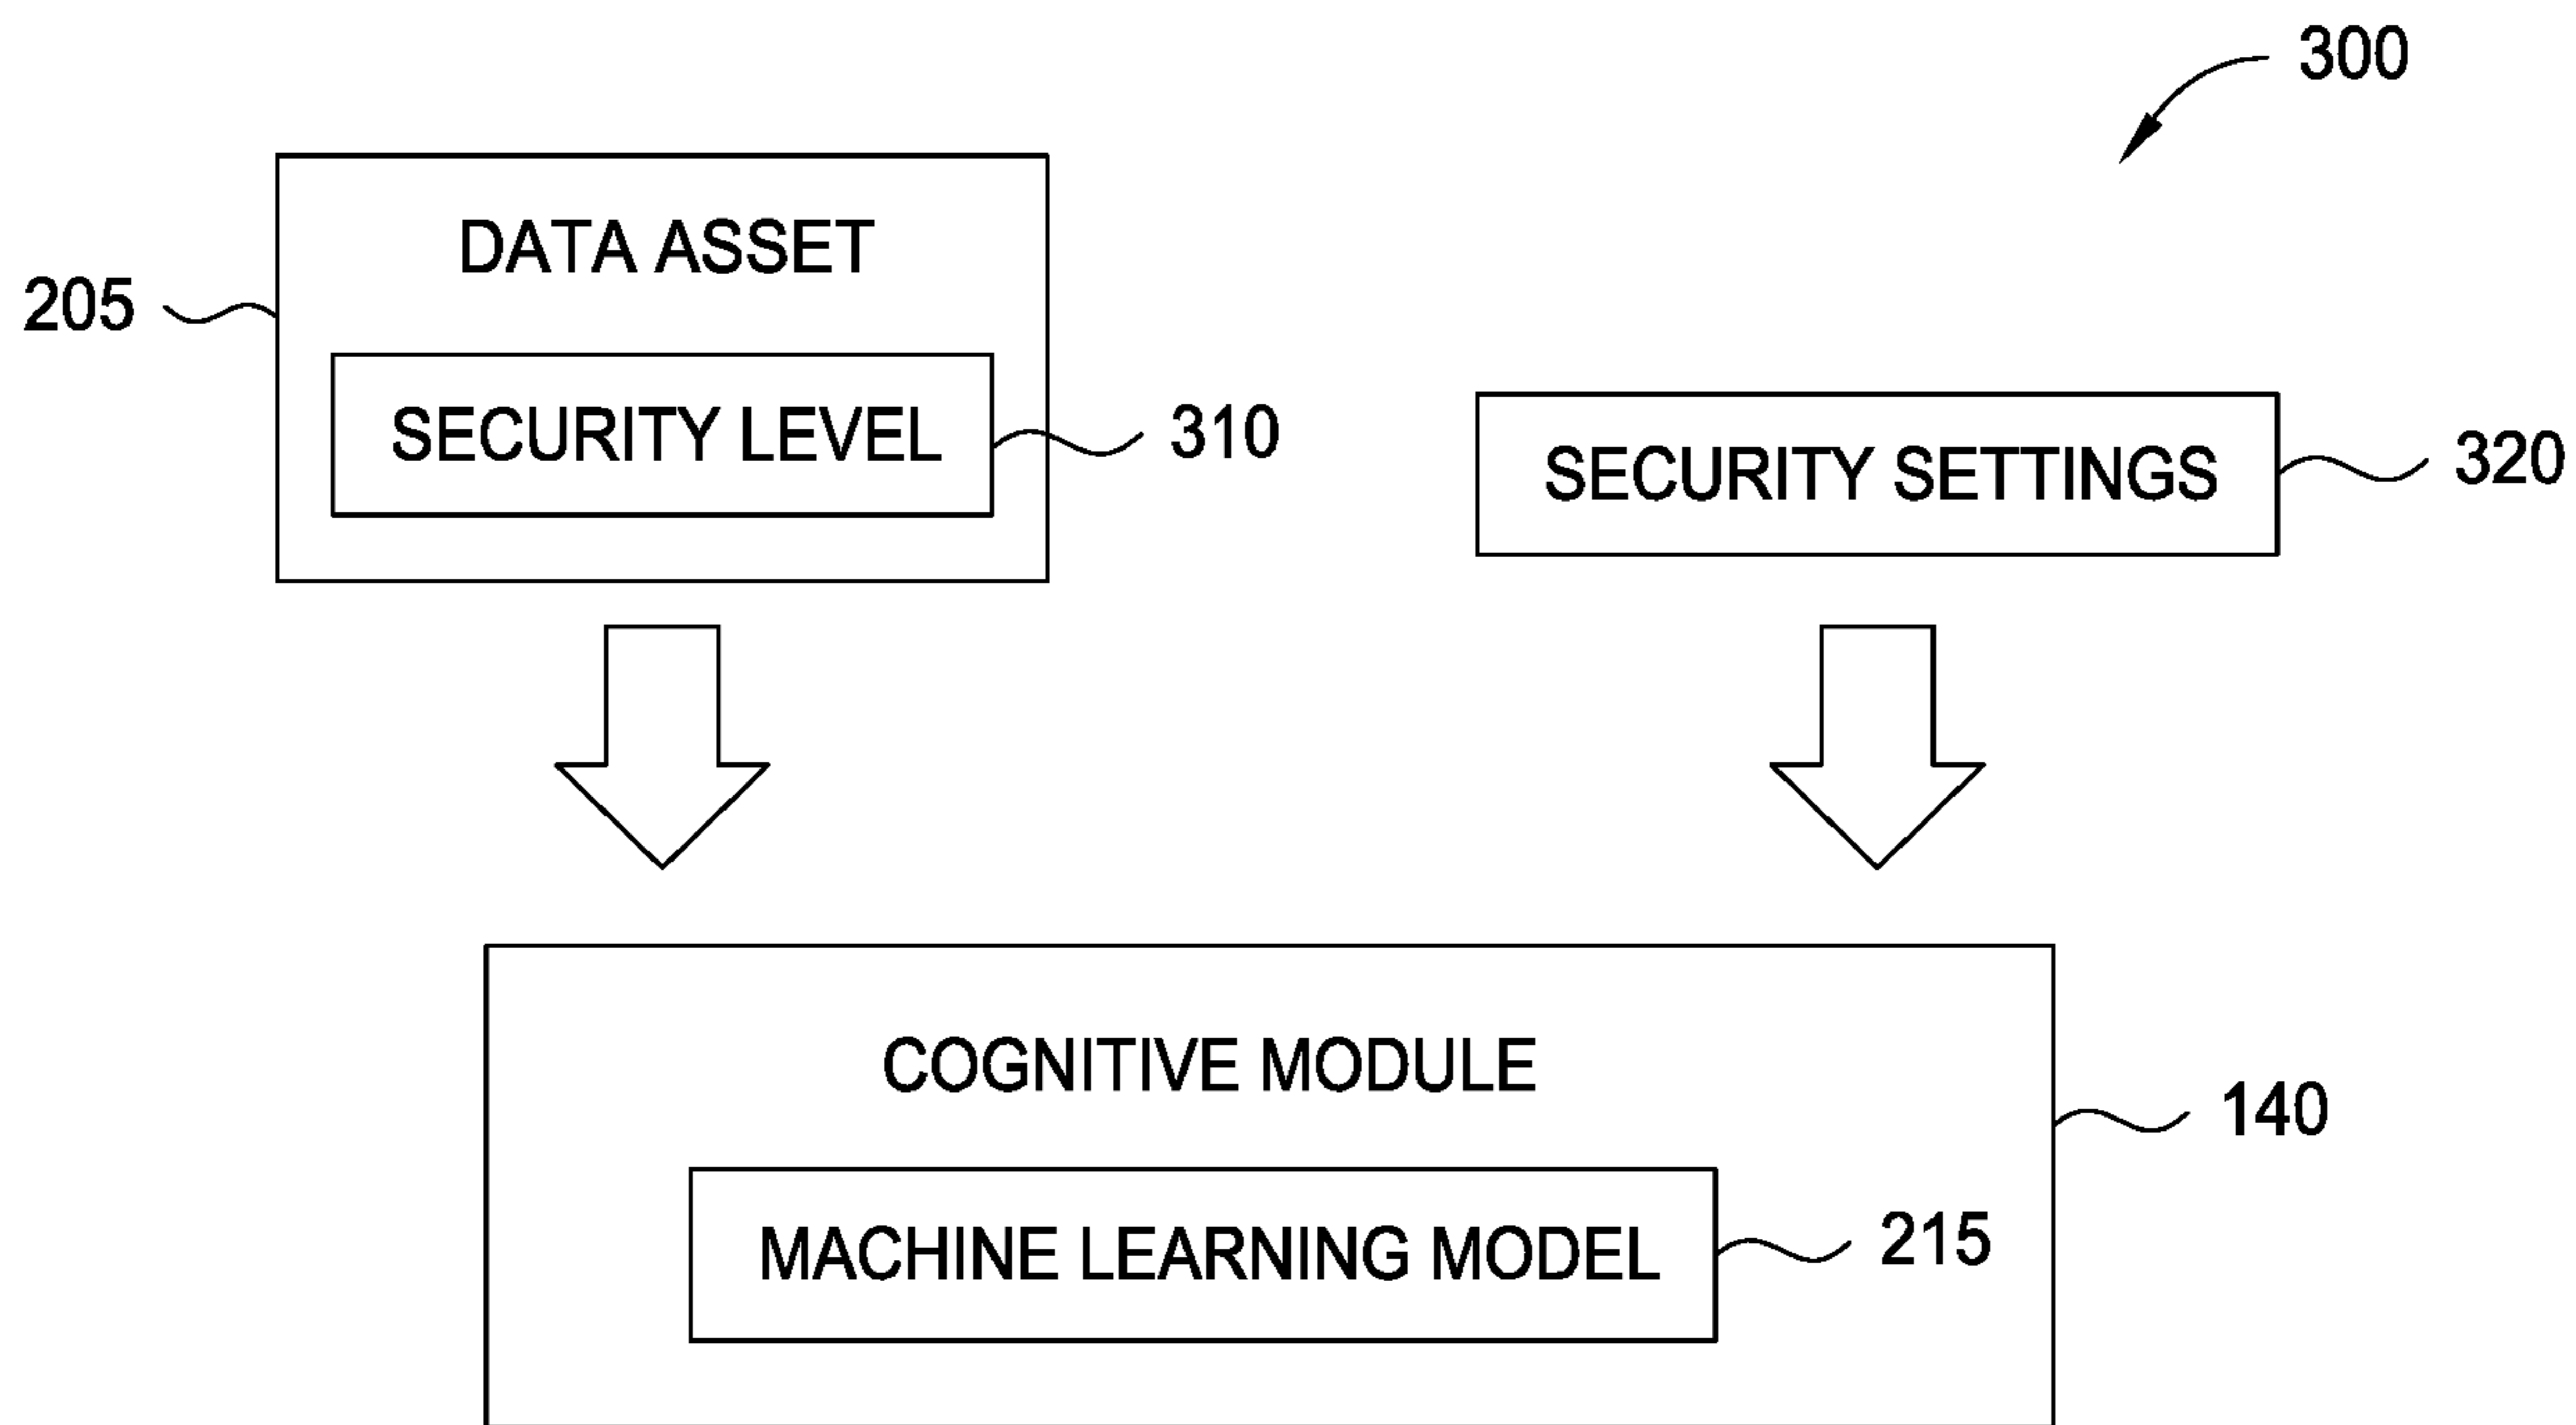 300
DATA ASSET
205
SECURITY LEVEL
310
SECURITY SETTINGS
320
COGNITIVE MODULE
140
MACHINE LEARNING MODEL
215